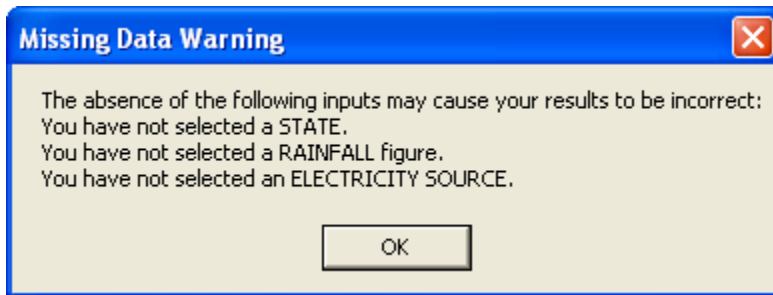 Missing Data Warning
The absence of the following inputs may cause your results to be incorrect:
You have not selected a STATE.
You have not selected a RAINFALL figure.
You have not selected an ELECTRICITY SOURCE.
OK